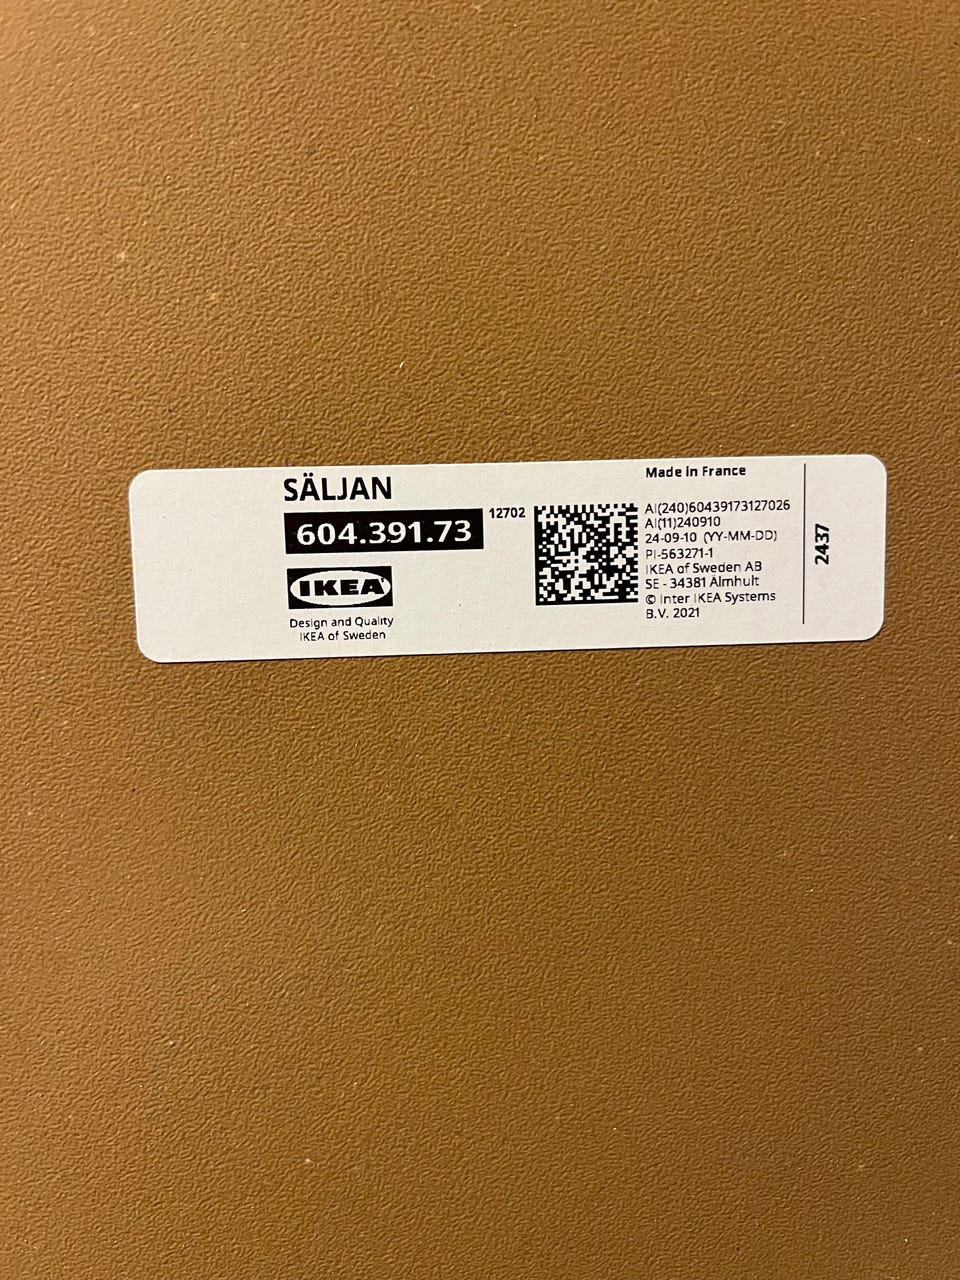 SÄLJAN
604.391.73
12702
IKEA
Design and Quality
IKEA of Sweden
Made in France
AI(240)60439173127026
AI(11)240910
24-09-10 (YY-MM-DD)
PI-563271-1
IKEA of Sweden AB
SE - 34381 Älmhult
© Inter IKEA Systems
B.V. 2021
2437